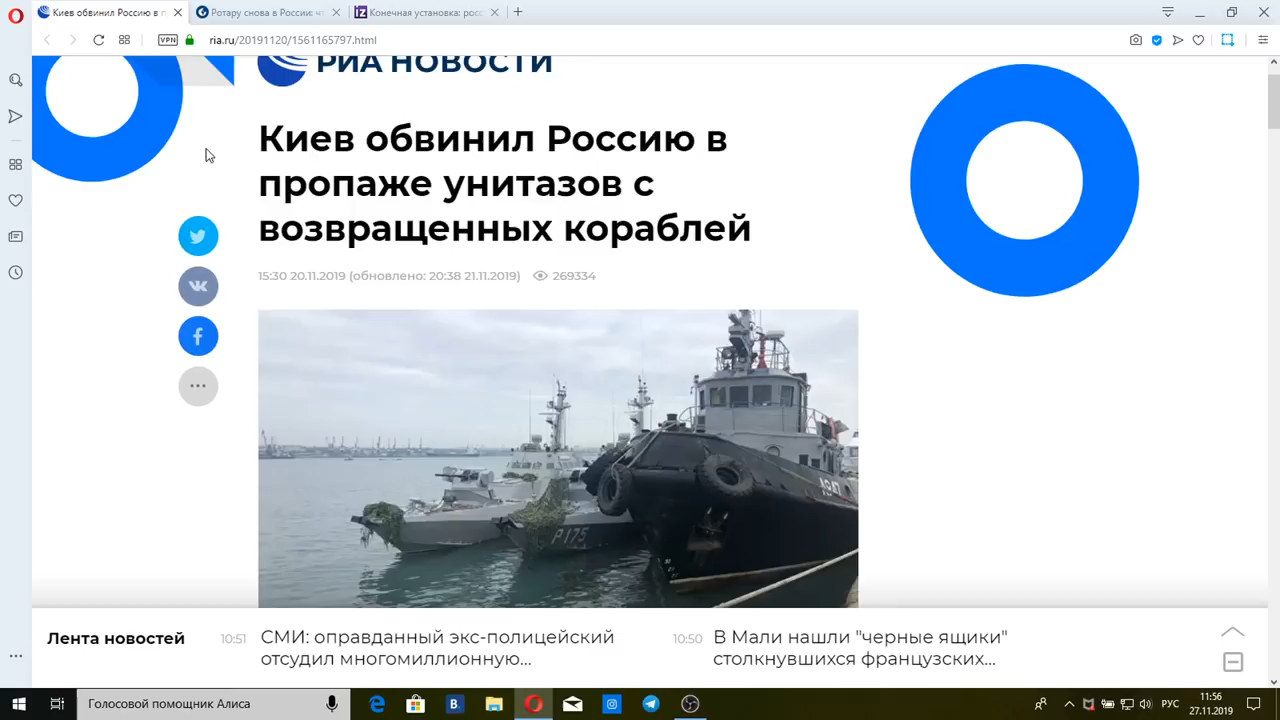 Киев обвинил Россию в п
Ротару снова в России: ч
Конечная установка: росс
VPN
ria.ru/20191120/1561165797.html
РИА НОВОСТИ
Киев обвинил Россию в
пропаже унитазов с
возвращенных кораблей
15:30 20.11.2019 (обновлено: 20:38 21.11.2019)
269334
P175
Лента новостей
10:51
СМИ: оправданный экс-полицейский
отсудил многомиллионную...
10:50
В Мали нашли "черные ящики"
столкнувшихся французских...
Голосовой помощник Алиса
B.
РУС
11:56
27.11.2019